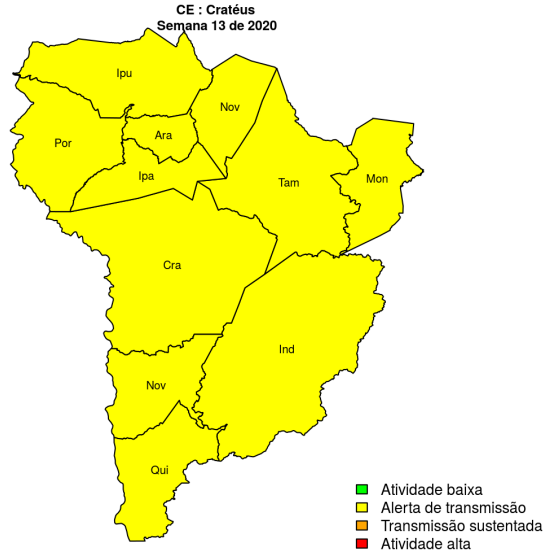 CE : Cratéus
Semana 13 de 2020
Ipu
Nov
Por
Ara
Ipa
Tam
Mon
Cra
Ind
Nov
Qui
Atividade baixa
Alerta de transmissão
Transmissão sustentada
Atividade alta